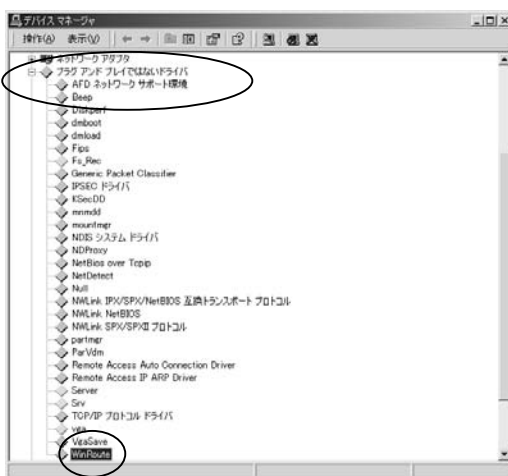 デバイス マネージャ
操作(A) 表示(V)
ネットワーク アダプタ
プラグ アンド プレイではないドライバ
AFD ネットワーク サポート環境
Beep
Diskperf
dmboot
dmload
Fips
Fs_Rec
Generic Packet Classifier
IPSEC ドライバ
KSecDD
mnmdd
mountmgr
NDIS システム ドライバ
NDProxy
NetBios over Tcpip
NetDetect
Null
NWLink IPX/SPX/NetBIOS 互換トランスポート プロトコル
NWLink NetBIOS
NWLink SPX/SPXII プロトコル
partmgr
ParVdm
Remote Access Auto Connection Driver
Remote Access IP ARP Driver
Server
Srv
TCP/IP プロトコル ドライバ
vga
VgaSave
WinRoute